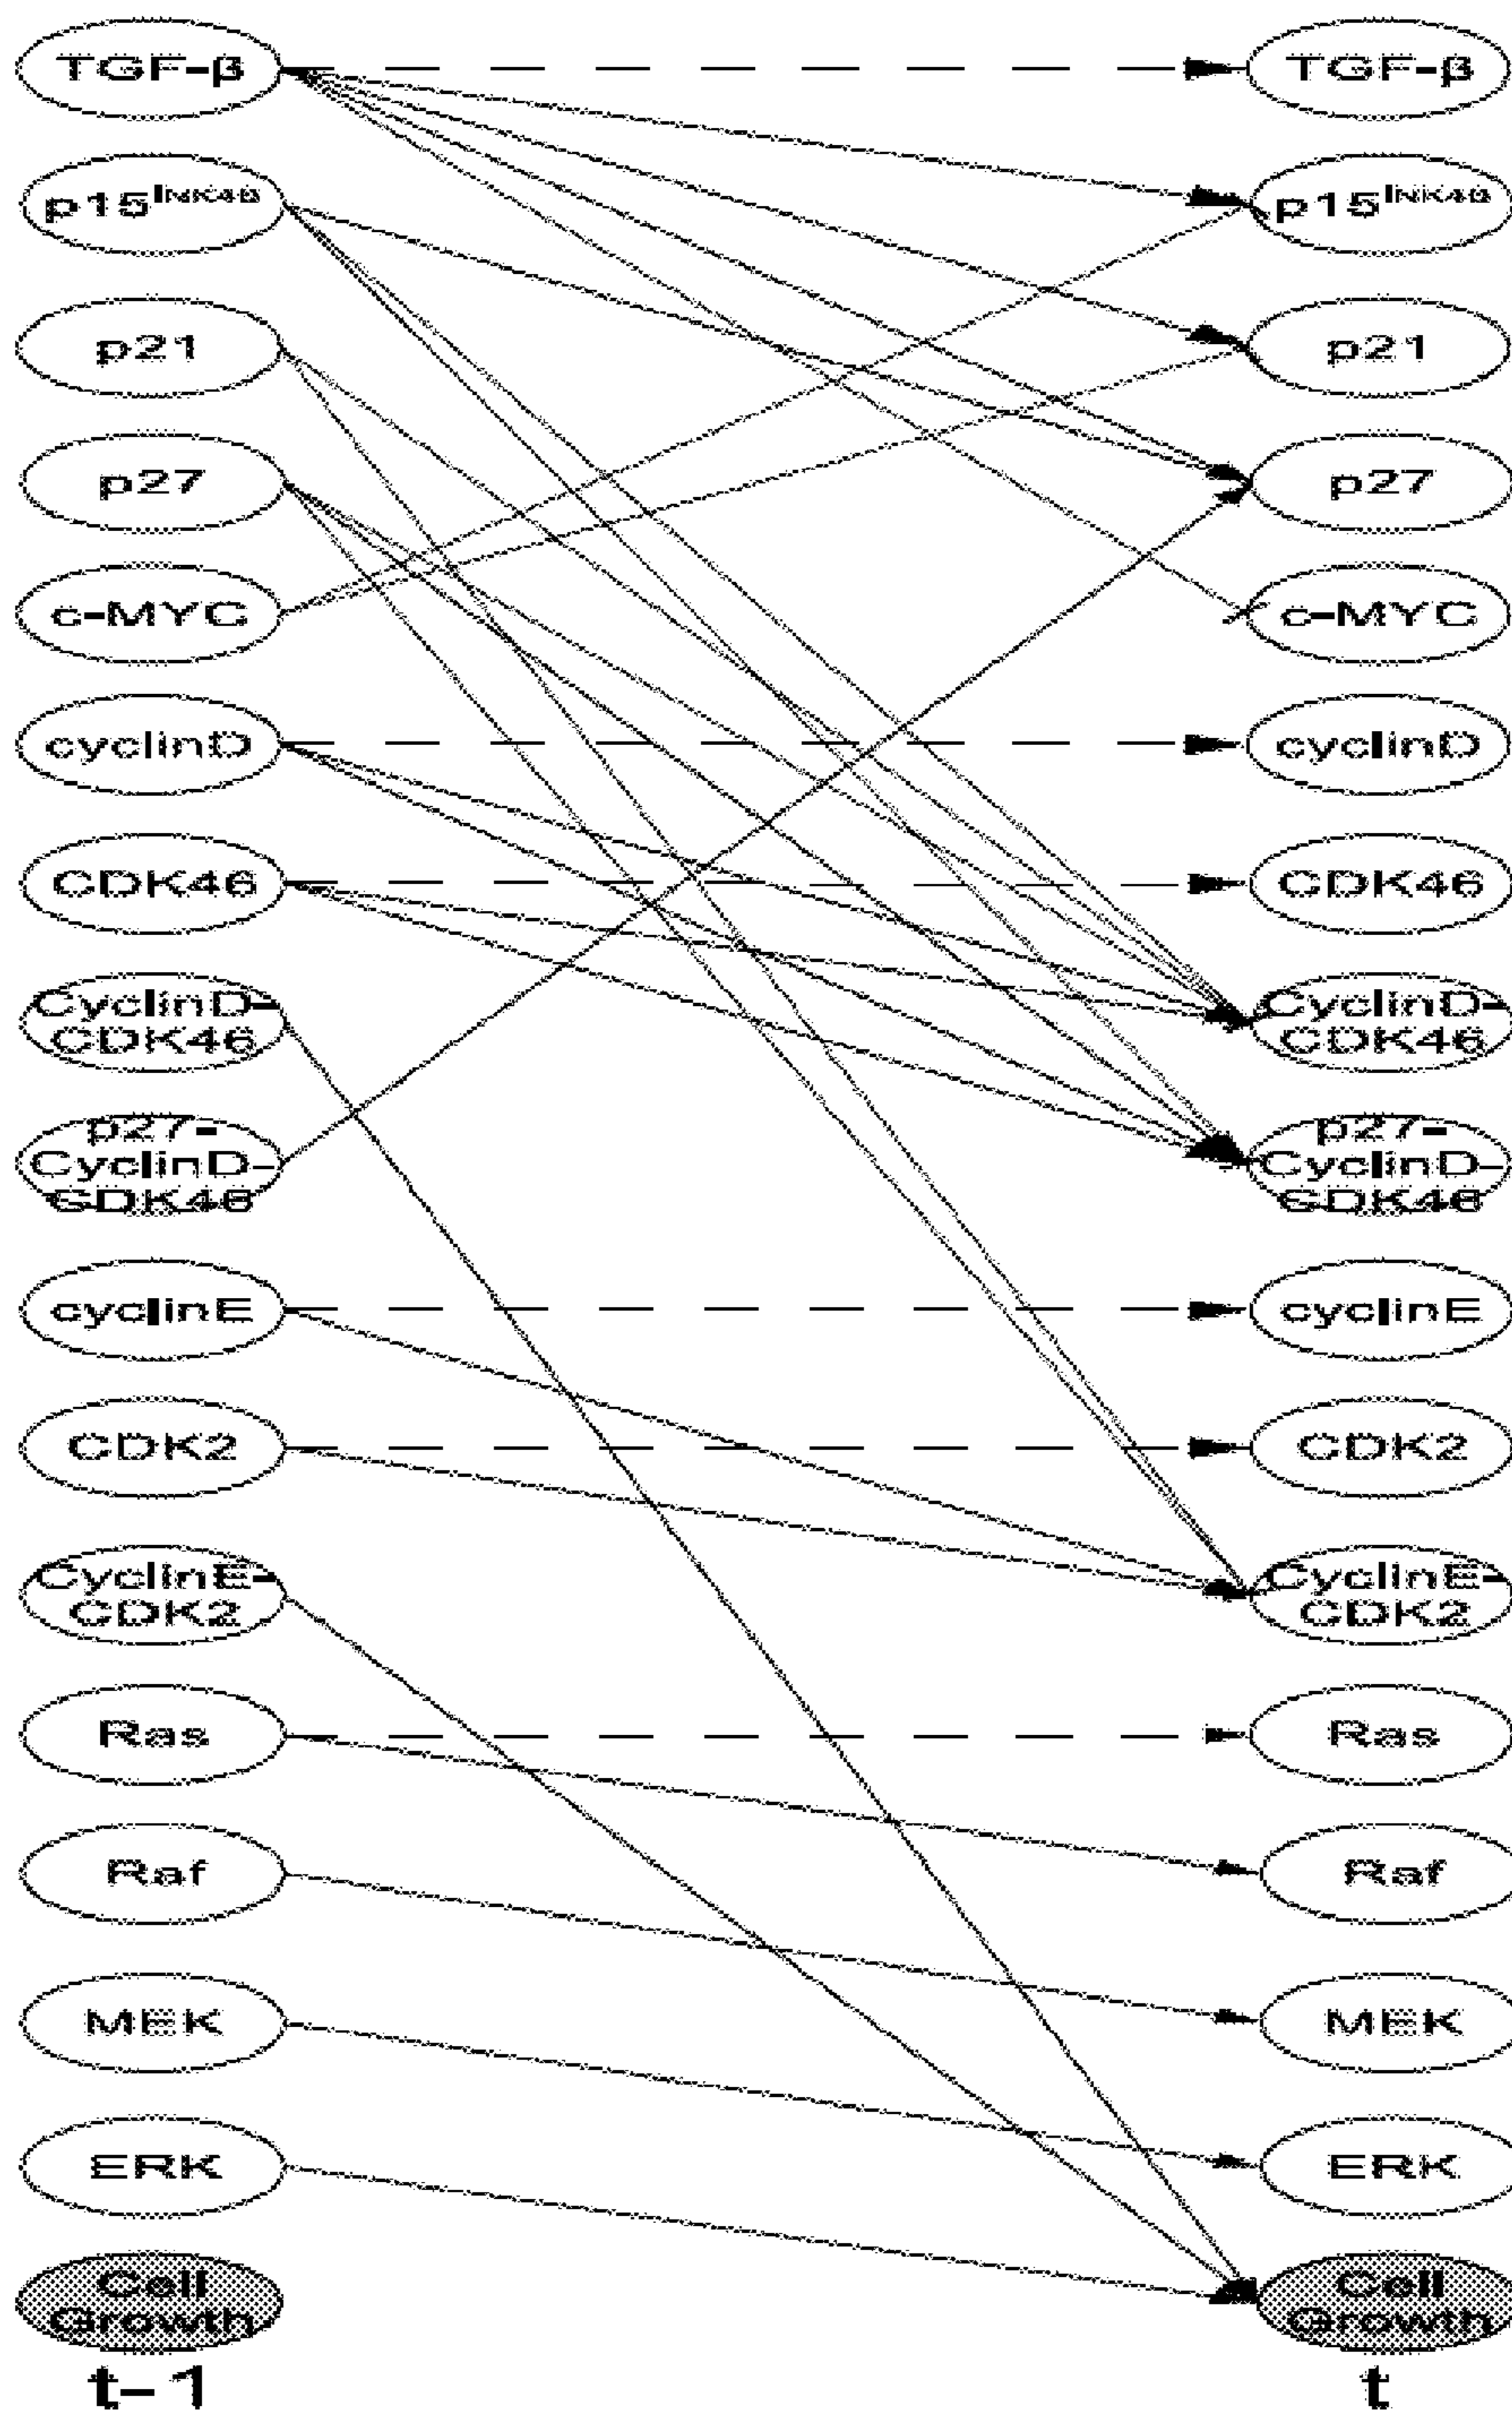 TGF-β
TGF-β
p15INK4B
p15INK4B
p21
p21
p27
p27
c-MYC
c-MYC
cyclinD
cyclinD
CDK46
CDK46
CyclinD-
CDK46
CyclinD-
CDK46
p27-
CyclinD-
CDK46
p27-
CyclinD-
CDK46
cyclinE
cyclinE
CDK2
CDK2
CyclinE-
CDK2
CyclinE-
CDK2
Ras
Ras
Raf
Raf
MEK
MEK
ERK
ERK
Cell
Growth
Cell
Growth
t-1
t